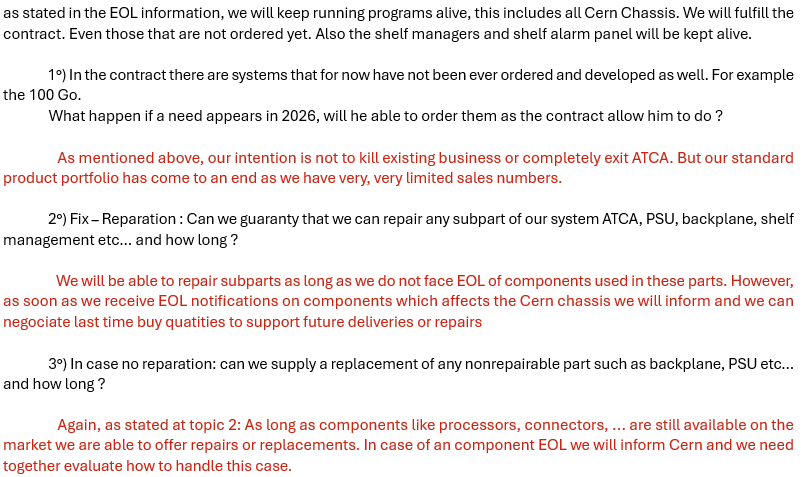 as stated in the EOL information, we will keep running programs alive, this includes all Cern Chassis. We will fulfill the
contract. Even those that are not ordered yet. Also the shelf managers and shelf alarm panel will be kept alive.
1°) In the contract there are systems that for now have not been ever ordered and developed as well. For example
the 100 Go.
What happen if a need appears in 2026, will he able to order them as the contract allow him to do ?
As mentioned above, our intention is not to kill existing business or completely exit ATCA. But our standard
product portfolio has come to an end as we have very, very limited sales numbers.
2°) Fix – Reparation : Can we guaranty that we can repair any subpart of our system ATCA, PSU, backplane, shelf
management etc... and how long ?
We will be able to repair subparts as long as we do not face EOL of components used in these parts. However,
as soon as we receive EOL notifications on components which affects the Cern chassis we will inform and we can
negociate last time buy quatities to support future deliveries or repairs
3°) In case no reparation: can we supply a replacement of any nonrepairable part such as backplane, PSU etc...
and how long ?
Again, as stated at topic 2: As long as components like processors, connectors, ... are still available on the
market we are able to offer repairs or replacements. In case of an component EOL we will inform Cern and we need
together evaluate how to handle this case.